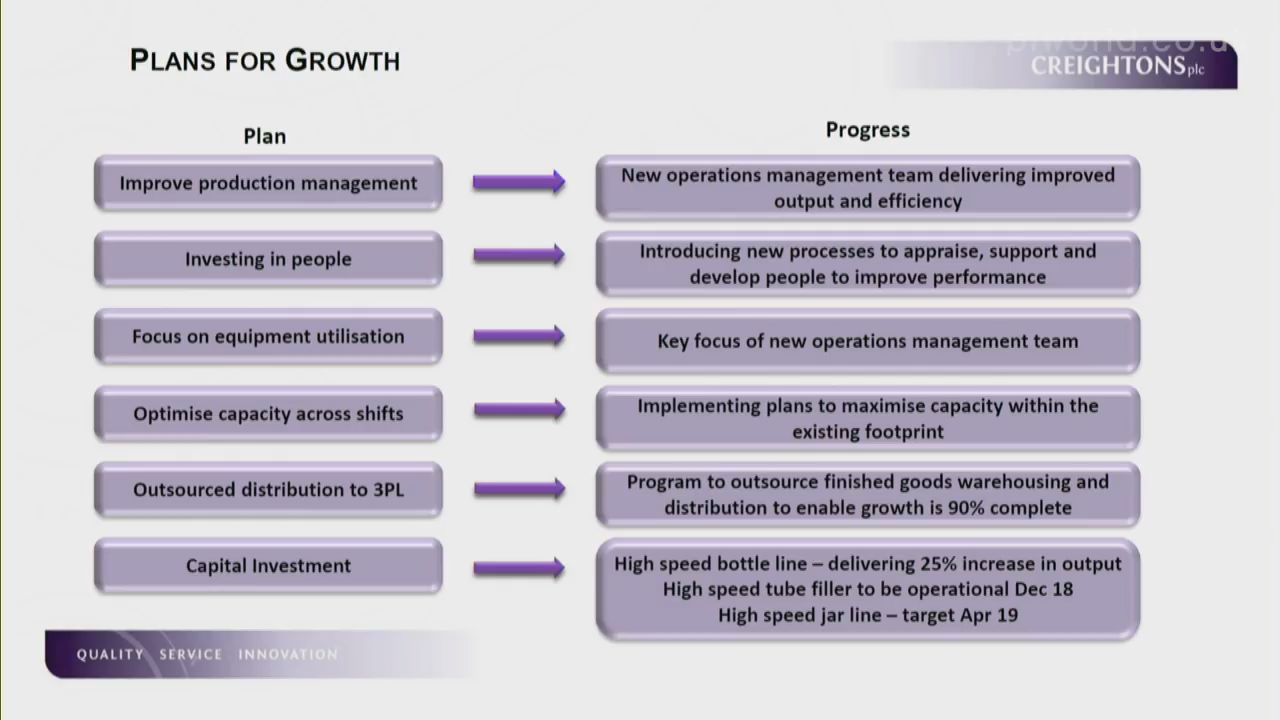 PLANS FOR GROWTH
piworld.co.u
CREIGHTONSplc
Plan
Progress
Improve production management
New operations management team delivering improved
output and efficiency
Investing in people
Introducing new processes to appraise, support and
develop people to improve performance
Focus on equipment utilisation
Key focus of new operations management team
Optimise capacity across shifts
Implementing plans to maximise capacity within the
existing footprint
Outsourced distribution to 3PL
Program to outsource finished goods warehousing and
distribution to enable growth is 90% complete
Capital Investment
High speed bottle line – delivering 25% increase in output
High speed tube filler to be operational Dec 18
High speed jar line – target Apr 19
QUALITY SERVICE INNOVATION